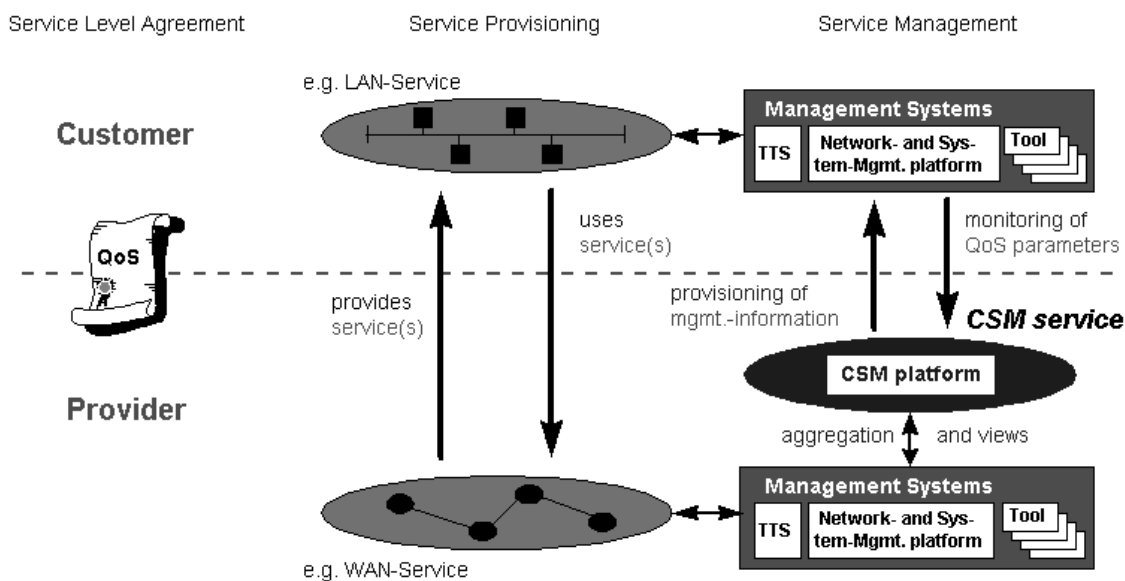 Service Level Agreement
Service Provisioning
Service Management
e.g. LAN-Service
Customer
Management Systems
TTS
Network- and Sys-
tem-Mgmt. platform
Tool
QoS
uses
service(s)
monitoring of
QoS parameters
provides
service(s)
provisioning of
mgmt.-information
CSM service
CSM platform
Provider
aggregation
and views
Management Systems
TTS
Network- and Sys-
tem-Mgmt. platform
Tool
e.g. WAN-Service